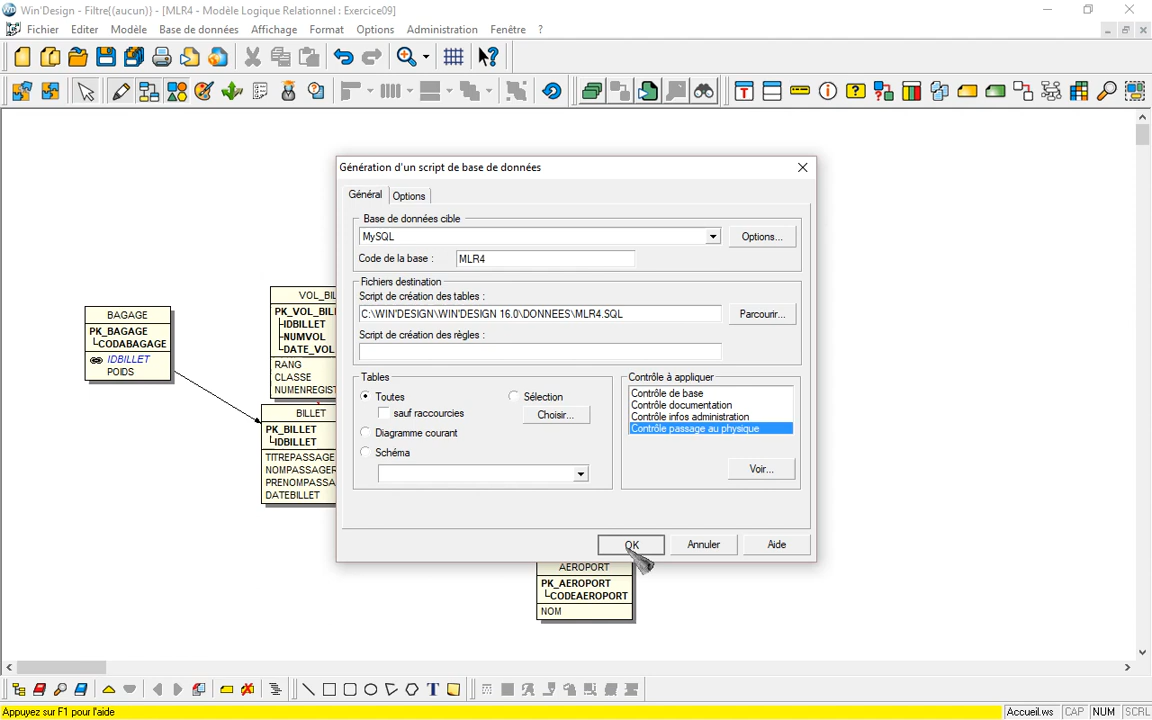 Win'Design - Filtre{(aucun)} - [MLR4 - Modèle Logique Relationnel : Exercice09]
Fichier Editer Modèle Base de données Affichage Format Options Administration Fenêtre ?
Génération d'un script de base de données
Général Options
Base de données cible
MySQL Options...
Code de la base : MLR4
Fichiers destination
Script de création des tables :
C:\WIN'DESIGN\WIN'DESIGN 16.0\DONNEES\MLR4.SQL Parcourir...
Script de création des règles :
Tables
Toutes Sélection
sauf raccourcies Choisir...
Diagramme courant
Schéma
Contrôle à appliquer
Contrôle de base
Contrôle documentation
Contrôle infos administration
Contrôle passage au physique
Voir...
OK Annuler Aide
BAGAGE
PK_BAGAGE
CODABAGAGE
IDBILLET
POIDS
VOL_BIL
PK_VOL_BIL
IDBILLET
NUMVOL
DATE_VOL
RANG
CLASSE
NUMENREGIST
BILLET
PK_BILLET
IDBILLET
TITREPASSAGE
NOMPASSAGER
PRENOMPASSA
DATEBILLET
AEROPORT
PK_AEROPORT
CODEAEROPORT
NOM
Appuyez sur F1 pour l'aide Accueil.ws CAP NUM SCRL